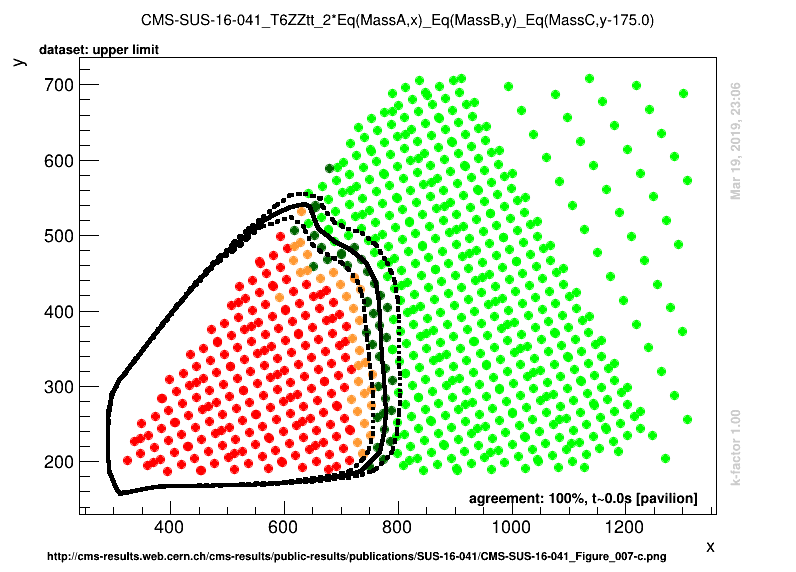 CMS-SUS-16-041_T6ZZtt_2*Eq(MassA,x)_Eq(MassB,y)_Eq(MassC,y-175.0)
dataset: upper limit
y
700
600
500
400
300
200
400
600
800
1000
1200
x
agreement: 100%, t~0.0s [pavilion]
Mar 19, 2019, 23:06
k-factor 1.00
http://cms-results.web.cern.ch/cms-results/public-results/publications/SUS-16-041/CMS-SUS-16-041_Figure_007-c.png